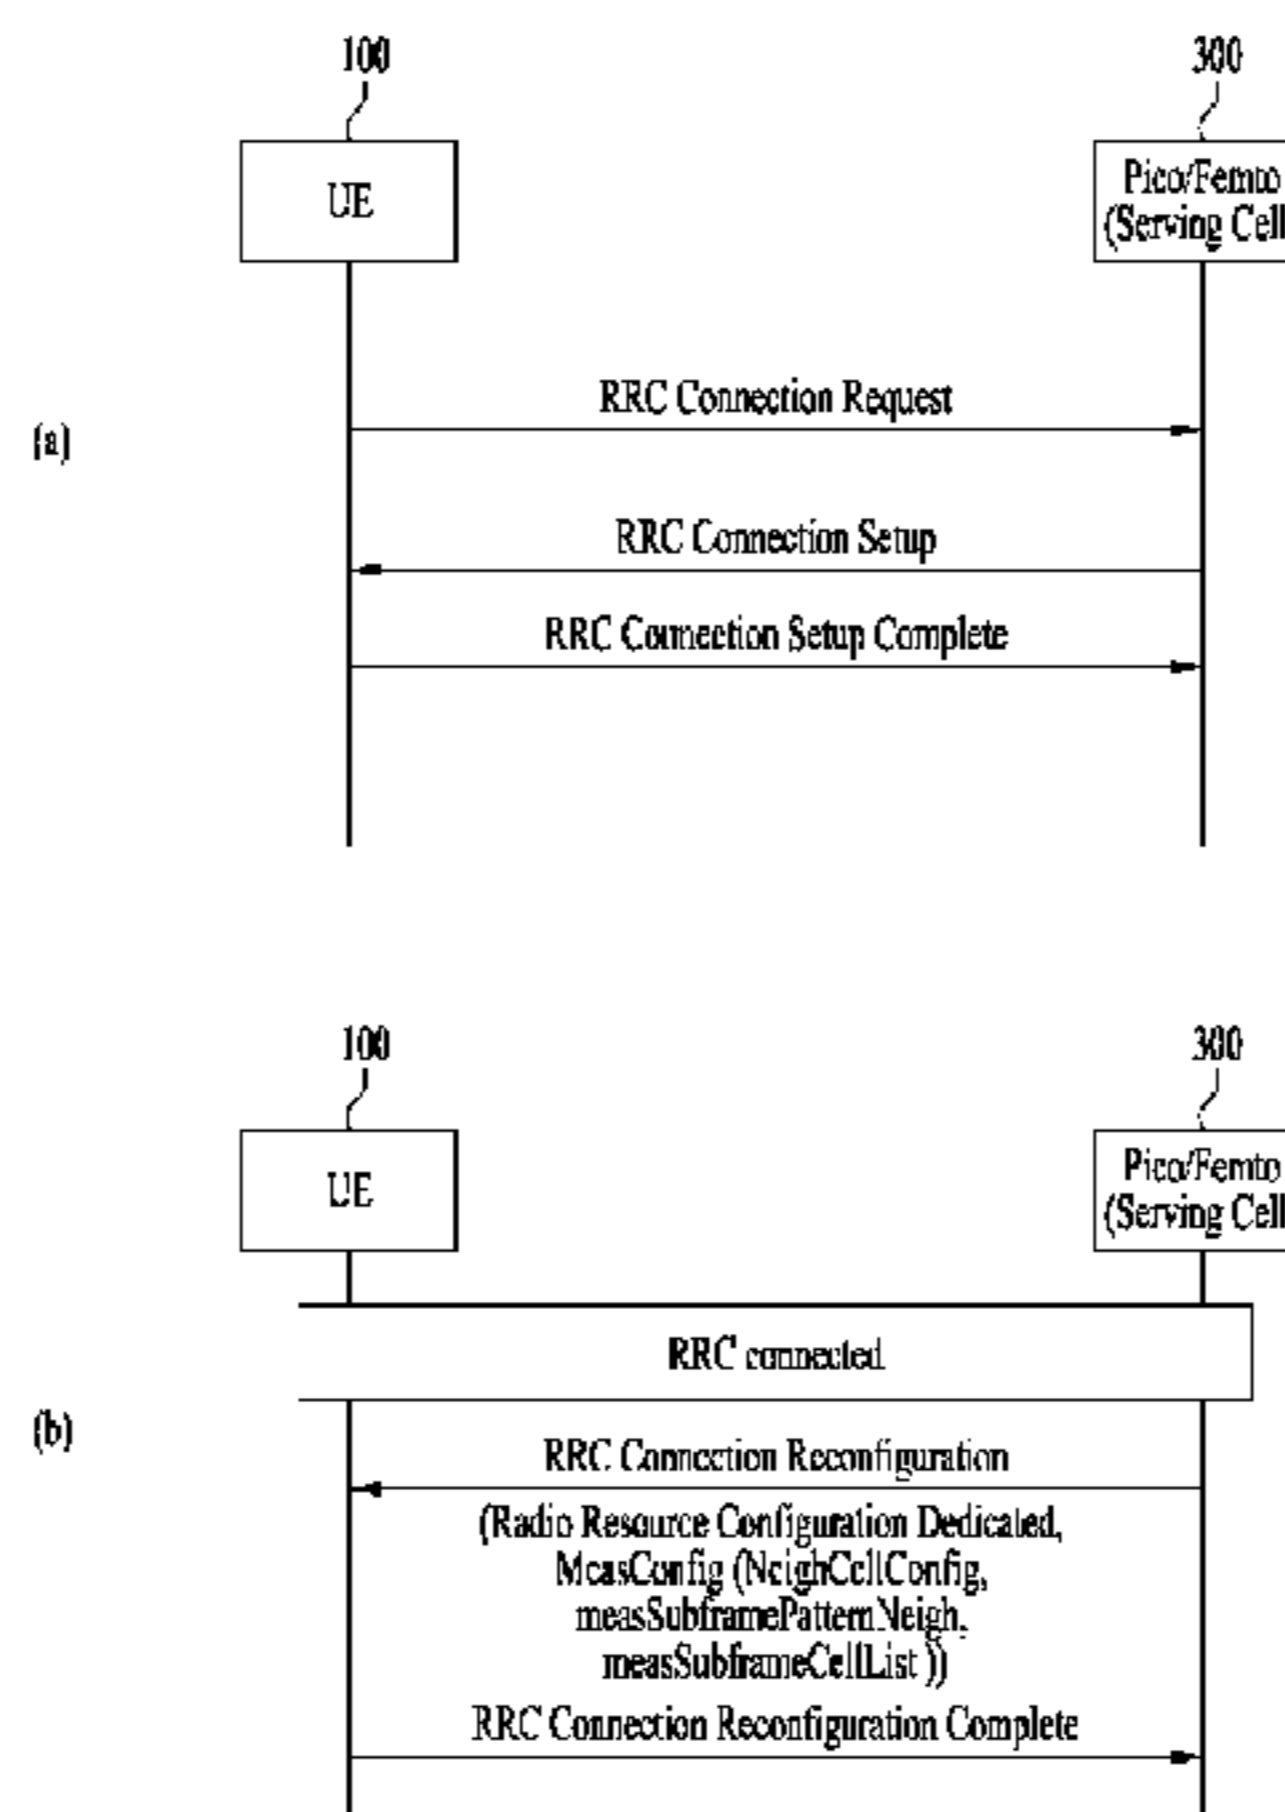 100
300
UE
Pico/Femto
(Serving Cell
RRC Connection Request
(a)
RRC Connection Setup
RRC Connection Setup Complete
100
300
UE
Pico/Femto
(Serving Cell
RRC connected
(b)
RRC Connection Reconfiguration
(Radio Resource Configuration Dedicated,
MeasConfig (NeighCellConfig,
measSubframePatternNeigh,
measSubframeCellList ))
RRC Connection Reconfiguration Complete